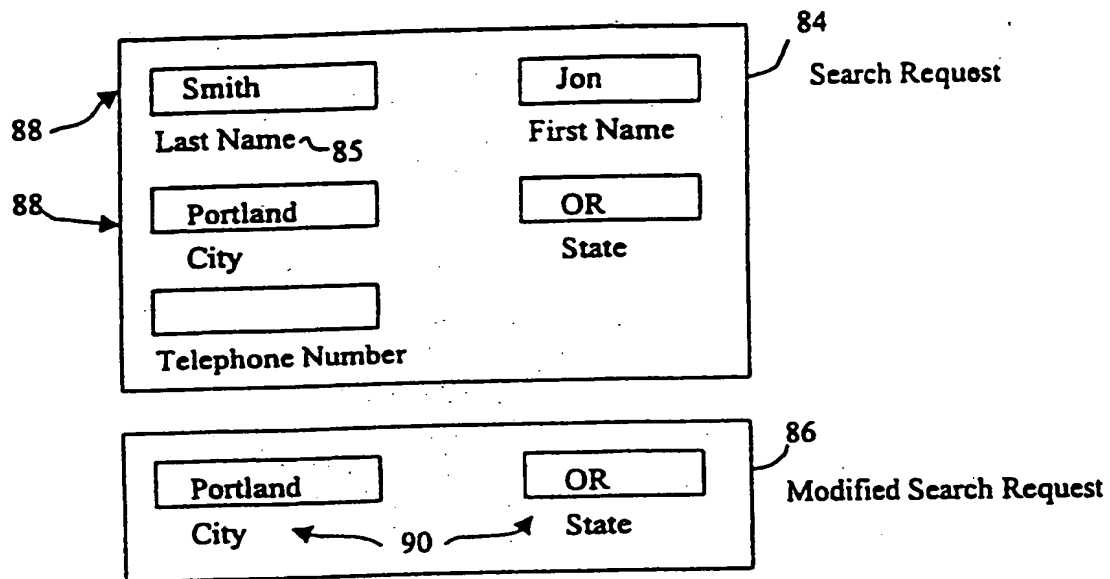 84
Smith Jon Search Request
88 Last Name 85 First Name
88 Portland OR
City State
Telephone Number
86
Portland OR Modified Search Request
City 90 State